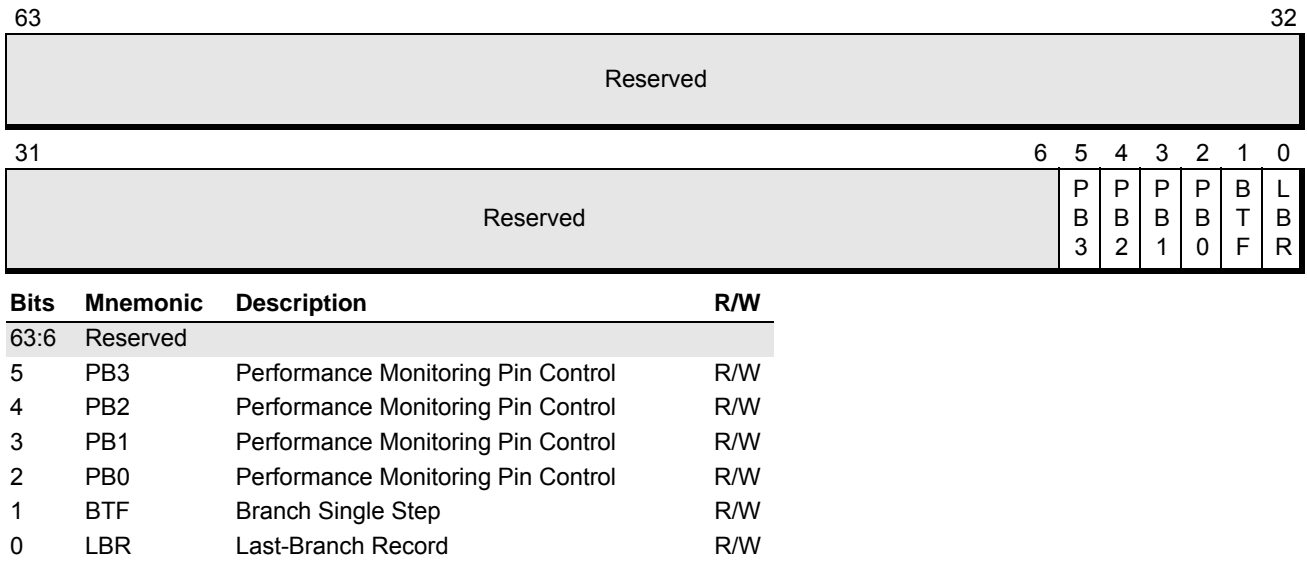 63 32
Reserved
31 6 5 4 3 2 1 0
Reserved
P P P P B L
B B B B T B
3 2 1 0 F R
Bits Mnemonic Description R/W
63:6 Reserved
5 PB3 Performance Monitoring Pin Control R/W
4 PB2 Performance Monitoring Pin Control R/W
3 PB1 Performance Monitoring Pin Control R/W
2 PB0 Performance Monitoring Pin Control R/W
1 BTF Branch Single Step R/W
0 LBR Last-Branch Record R/W